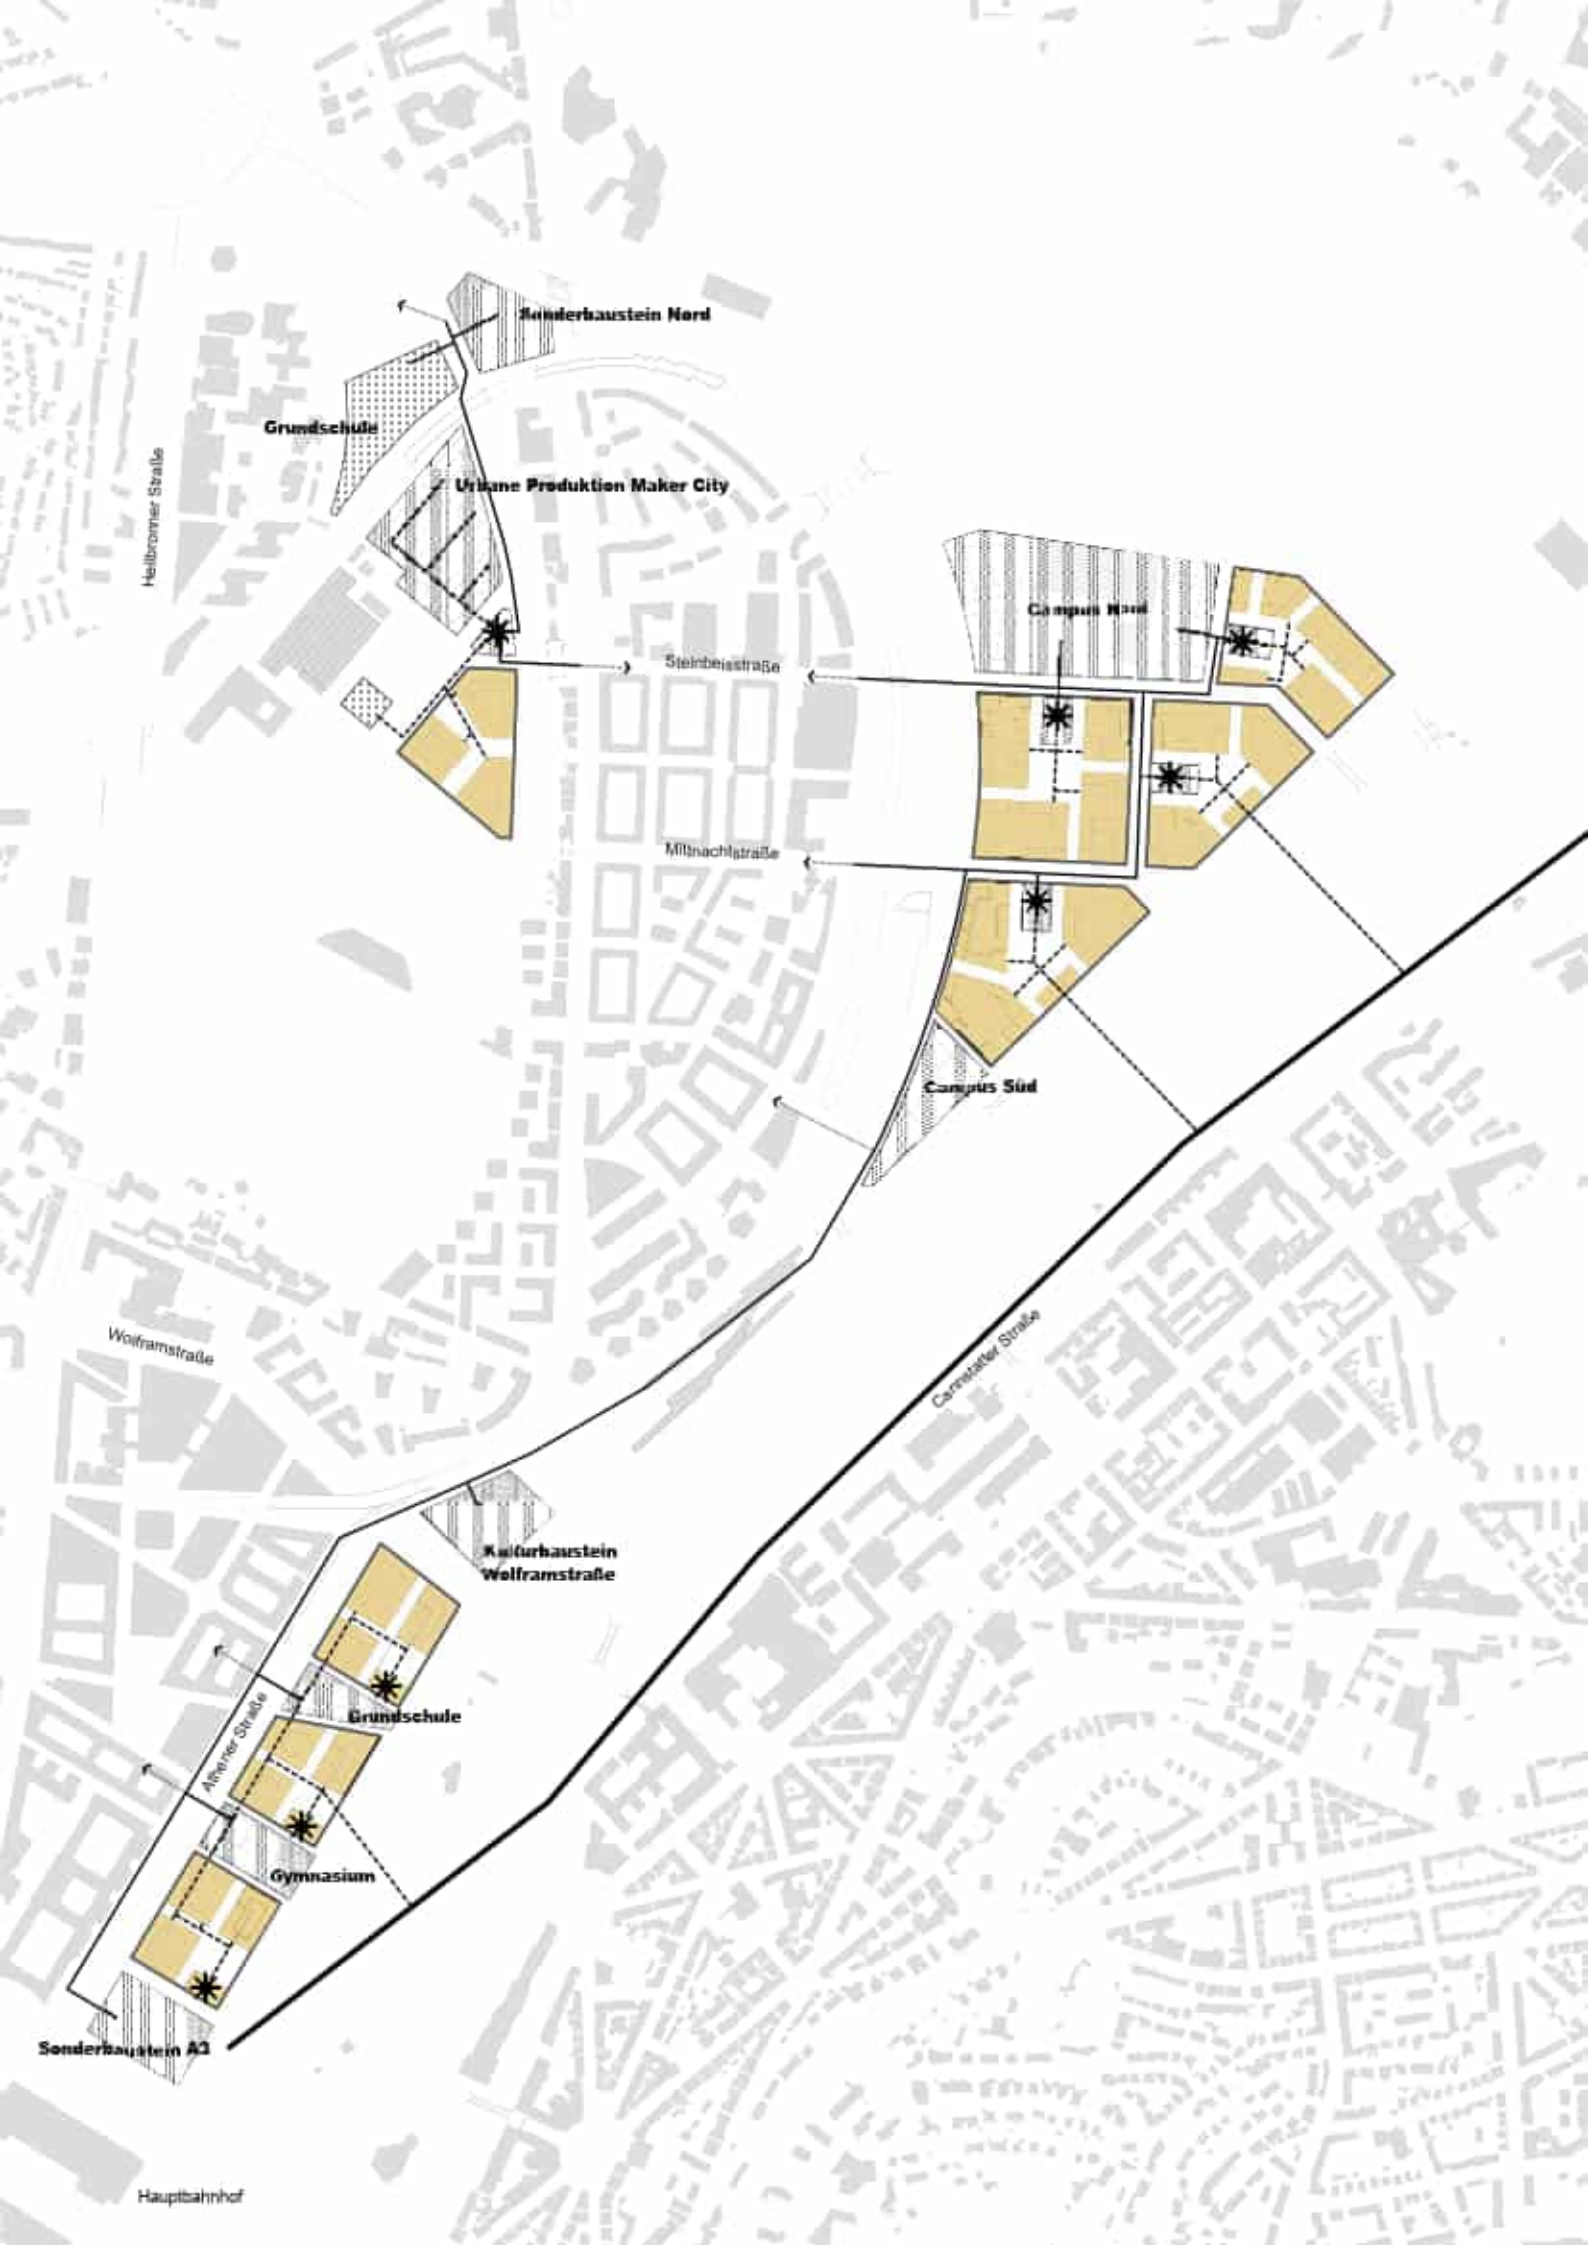 Sonderbaustein Nord
Grundschule
Heilbronner Straße
Urbane Produktion Maker City
Campus Nord
Steinbeisstraße
Mittnachtstraße
Campus Süd
Wolframstraße
Cannstatter Straße
Kulturbaustein
Wolframstraße
Athener Straße
Grundschule
Gymnasium
Sonderbaustein A3
Hauptbahnhof